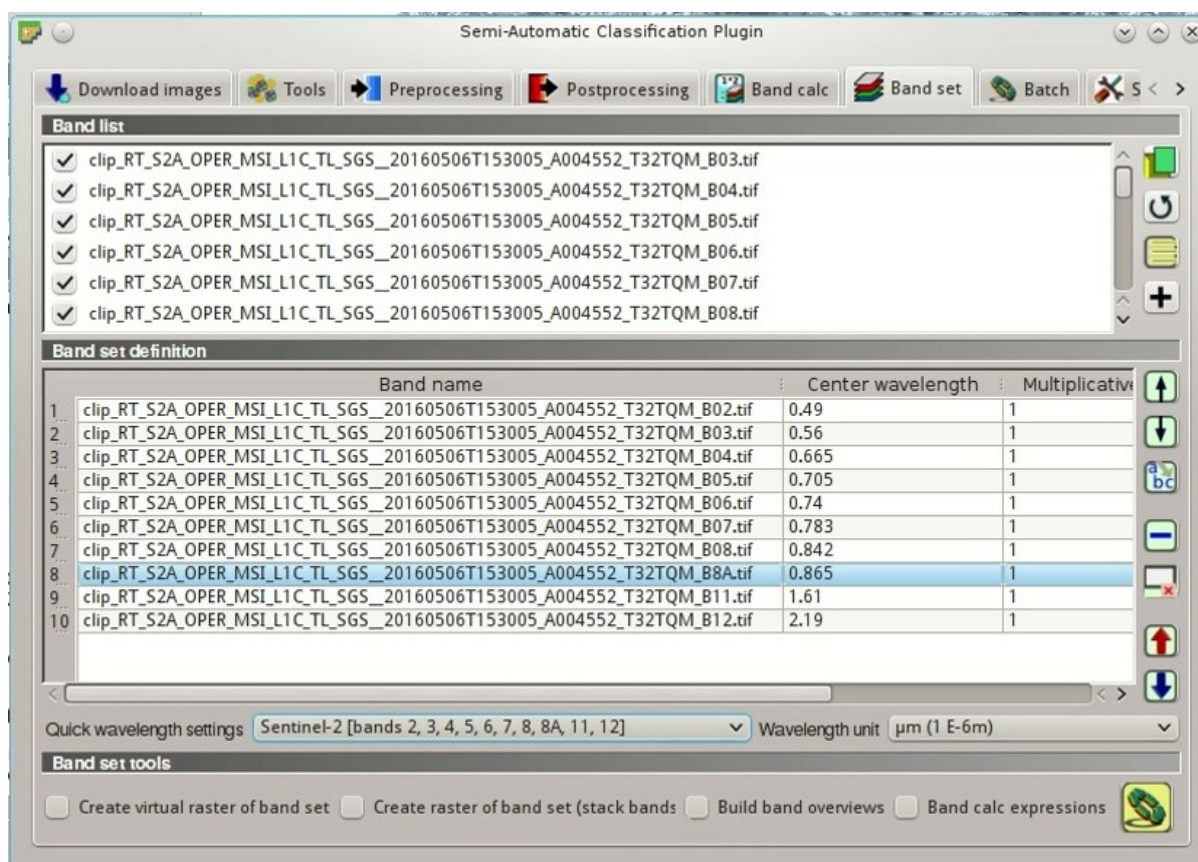 Semi-Automatic Classification Plugin
Download images Tools Preprocessing Postprocessing Band calc Band set Batch S
Band list
clip_RT_S2A_OPER_MSI_L1C_TL_SGS__20160506T153005_A004552_T32TQM_B03.tif
clip_RT_S2A_OPER_MSI_L1C_TL_SGS__20160506T153005_A004552_T32TQM_B04.tif
clip_RT_S2A_OPER_MSI_L1C_TL_SGS__20160506T153005_A004552_T32TQM_B05.tif
clip_RT_S2A_OPER_MSI_L1C_TL_SGS__20160506T153005_A004552_T32TQM_B06.tif
clip_RT_S2A_OPER_MSI_L1C_TL_SGS__20160506T153005_A004552_T32TQM_B07.tif
clip_RT_S2A_OPER_MSI_L1C_TL_SGS__20160506T153005_A004552_T32TQM_B08.tif
Band set definition
Band name Center wavelength Multiplicative
1 clip_RT_S2A_OPER_MSI_L1C_TL_SGS__20160506T153005_A004552_T32TQM_B02.tif 0.49 1
2 clip_RT_S2A_OPER_MSI_L1C_TL_SGS__20160506T153005_A004552_T32TQM_B03.tif 0.56 1
3 clip_RT_S2A_OPER_MSI_L1C_TL_SGS__20160506T153005_A004552_T32TQM_B04.tif 0.665 1
4 clip_RT_S2A_OPER_MSI_L1C_TL_SGS__20160506T153005_A004552_T32TQM_B05.tif 0.705 1
5 clip_RT_S2A_OPER_MSI_L1C_TL_SGS__20160506T153005_A004552_T32TQM_B06.tif 0.74 1
6 clip_RT_S2A_OPER_MSI_L1C_TL_SGS__20160506T153005_A004552_T32TQM_B07.tif 0.783 1
7 clip_RT_S2A_OPER_MSI_L1C_TL_SGS__20160506T153005_A004552_T32TQM_B08.tif 0.842 1
8 clip_RT_S2A_OPER_MSI_L1C_TL_SGS__20160506T153005_A004552_T32TQM_B8A.tif 0.865 1
9 clip_RT_S2A_OPER_MSI_L1C_TL_SGS__20160506T153005_A004552_T32TQM_B11.tif 1.61 1
10 clip_RT_S2A_OPER_MSI_L1C_TL_SGS__20160506T153005_A004552_T32TQM_B12.tif 2.19 1
Quick wavelength settings Sentinel-2 [bands 2, 3, 4, 5, 6, 7, 8, 8A, 11, 12] Wavelength unit µm (1 E-6m)
Band set tools
Create virtual raster of band set Create raster of band set (stack bands Build band overviews Band calc expressions